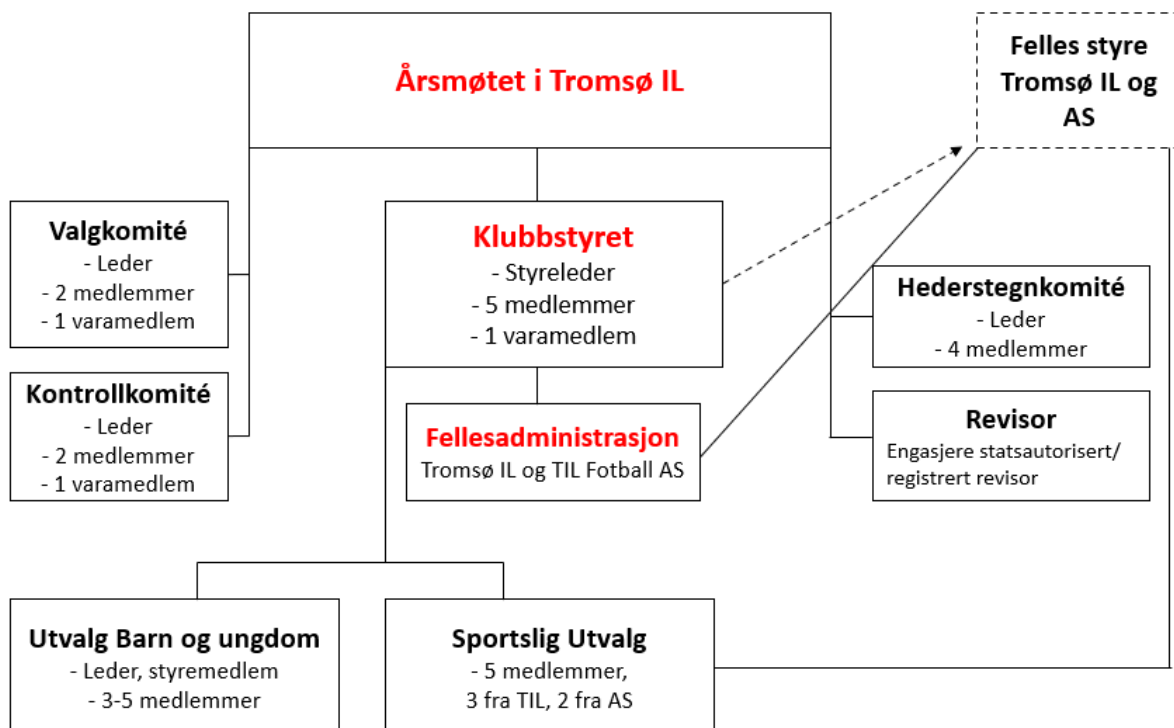 Årsmøtet i Tromsø IL
Felles styre
Tromsø IL og
AS
Valgkomité
- Leder
- 2 medlemmer
- 1 varamedlem
Klubbstyret
- Styreleder
- 5 medlemmer
- 1 varamedlem
Hederstegnkomité
- Leder
- 4 medlemmer
Kontrollkomité
- Leder
- 2 medlemmer
- 1 varamedlem
Fellesadministrasjon
Tromsø IL og TIL Fotball AS
Revisor
Engasjere statsautorisert/
registrert revisor
Utvalg Barn og ungdom
- Leder, styremedlem
- 3-5 medlemmer
Sportslig Utvalg
- 5 medlemmer,
3 fra TIL, 2 fra AS